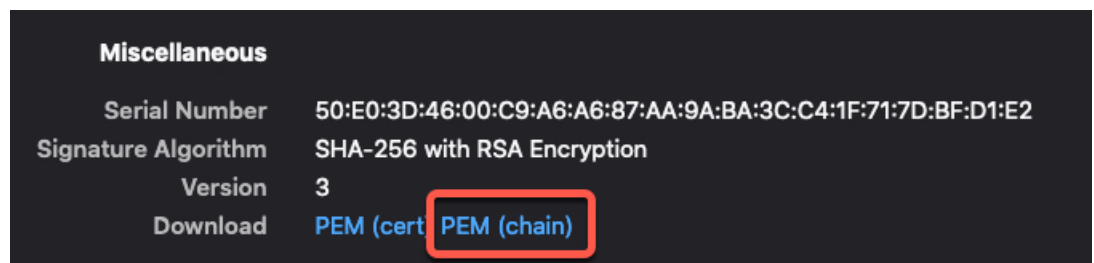 Miscellaneous
Serial Number 50:E0:3D:46:00:C9:A6:A6:87:AA:9A:BA:3C:C4:1F:71:7D:BF:D1:E2
Signature Algorithm SHA-256 with RSA Encryption
Version 3
Download PEM (cert) PEM (chain)